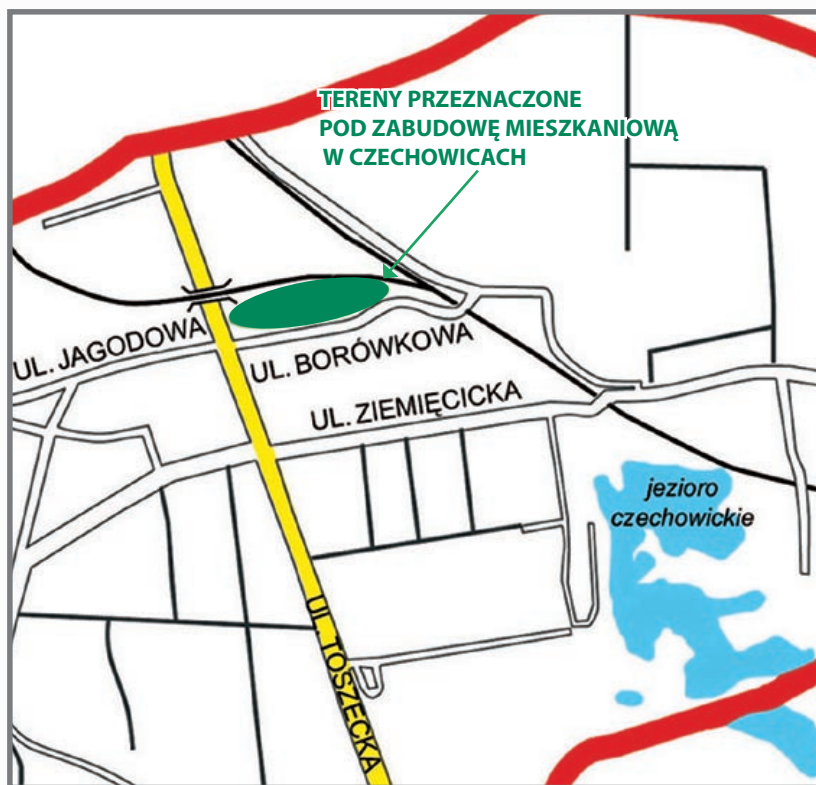 TERENY PRZEZNACZONE
POD ZABUDOWĘ MIESZKANIOWĄ
W CZECHOWICACH
UL. JAGODOWA
UL. BORÓWKOWA
UL. ZIEMIĘCICKA
jezioro
czechowickie
UL. TOSZECKA